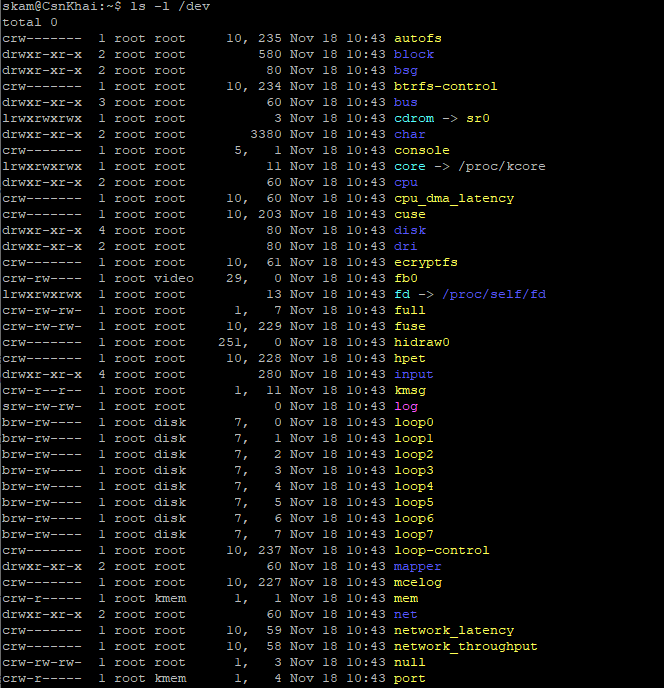 skam@CsnKhai:~$ ls -l /dev
total 0
crw-------  1 root root     10, 235 Nov 18 10:43 autofs
drwxr-xr-x  2 root root         580 Nov 18 10:43 block
drwxr-xr-x  2 root root          80 Nov 18 10:43 bsg
crw-------  1 root root     10, 234 Nov 18 10:43 btrfs-control
drwxr-xr-x  3 root root          60 Nov 18 10:43 bus
lrwxrwxrwx  1 root root           3 Nov 18 10:43 cdrom -> sr0
drwxr-xr-x  2 root root        3380 Nov 18 10:43 char
crw-------  1 root root      5,   1 Nov 18 10:43 console
lrwxrwxrwx  1 root root          11 Nov 18 10:43 core -> /proc/kcore
drwxr-xr-x  2 root root          60 Nov 18 10:43 cpu
crw-------  1 root root     10,  60 Nov 18 10:43 cpu_dma_latency
crw-------  1 root root     10, 203 Nov 18 10:43 cuse
drwxr-xr-x  4 root root          80 Nov 18 10:43 disk
drwxr-xr-x  2 root root          80 Nov 18 10:43 dri
crw-------  1 root root     10,  61 Nov 18 10:43 ecryptfs
crw-rw----  1 root video    29,   0 Nov 18 10:43 fb0
lrwxrwxrwx  1 root root          13 Nov 18 10:43 fd -> /proc/self/fd
crw-rw-rw-  1 root root      1,   7 Nov 18 10:43 full
crw-rw-rw-  1 root root     10, 229 Nov 18 10:43 fuse
crw-------  1 root root    251,   0 Nov 18 10:43 hidraw0
crw-------  1 root root     10, 228 Nov 18 10:43 hpet
drwxr-xr-x  4 root root         280 Nov 18 10:43 input
crw-r--r--  1 root root      1,  11 Nov 18 10:43 kmsg
srw-rw-rw-  1 root root           0 Nov 18 10:43 log
brw-rw----  1 root disk      7,   0 Nov 18 10:43 loop0
brw-rw----  1 root disk      7,   1 Nov 18 10:43 loop1
brw-rw----  1 root disk      7,   2 Nov 18 10:43 loop2
brw-rw----  1 root disk      7,   3 Nov 18 10:43 loop3
brw-rw----  1 root disk      7,   4 Nov 18 10:43 loop4
brw-rw----  1 root disk      7,   5 Nov 18 10:43 loop5
brw-rw----  1 root disk      7,   6 Nov 18 10:43 loop6
brw-rw----  1 root disk      7,   7 Nov 18 10:43 loop7
crw-------  1 root root     10, 237 Nov 18 10:43 loop-control
drwxr-xr-x  2 root root          60 Nov 18 10:43 mapper
crw-------  1 root root     10, 227 Nov 18 10:43 mcelog
crw-r-----  1 root kmem      1,   1 Nov 18 10:43 mem
drwxr-xr-x  2 root root          60 Nov 18 10:43 net
crw-------  1 root root     10,  59 Nov 18 10:43 network_latency
crw-------  1 root root     10,  58 Nov 18 10:43 network_throughput
crw-rw-rw-  1 root root      1,   3 Nov 18 10:43 null
crw-r-----  1 root kmem      1,   4 Nov 18 10:43 port